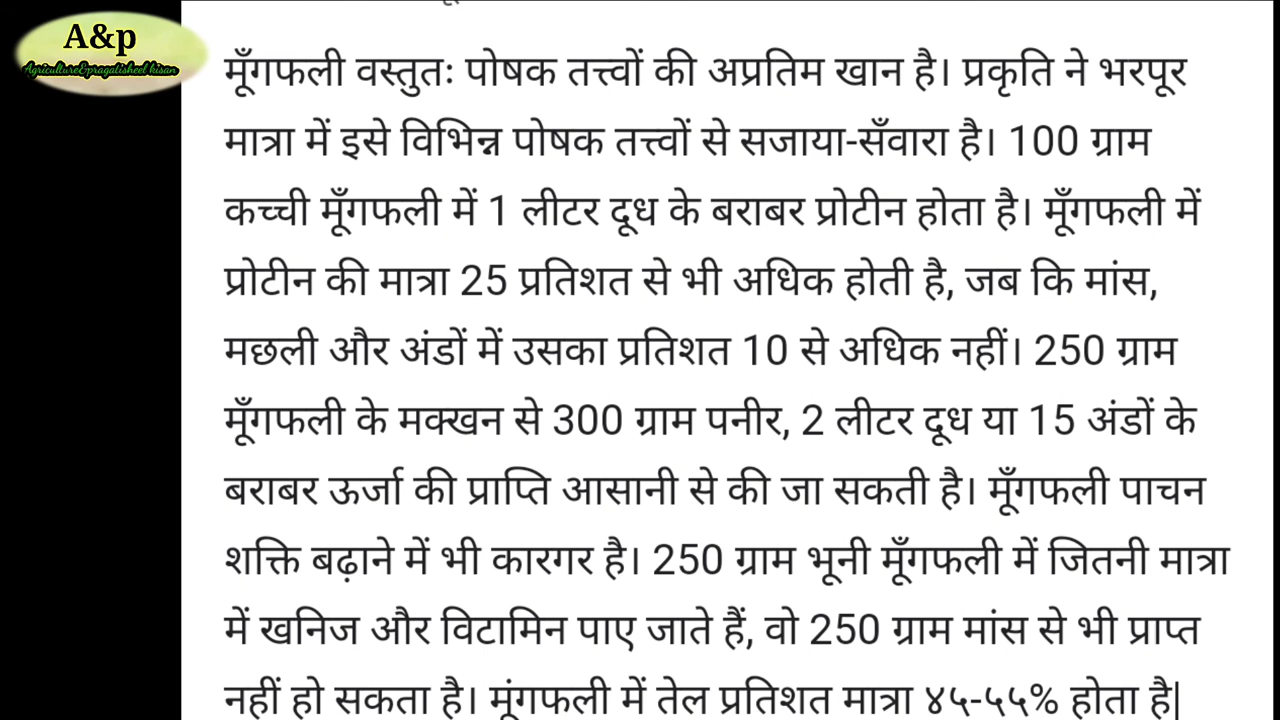 A&p
Agriculture&pragatisheel kisan
मूँगफली वस्तुतः पोषक तत्त्वों की अप्रतिम खान है। प्रकृति ने भरपूर
मात्रा में इसे विभिन्न पोषक तत्त्वों से सजाया-सँवारा है। 100 ग्राम
कच्ची मूँगफली में 1 लीटर दूध के बराबर प्रोटीन होता है। मूँगफली में
प्रोटीन की मात्रा 25 प्रतिशत से भी अधिक होती है, जब कि मांस,
मछली और अंडों में उसका प्रतिशत 10 से अधिक नहीं। 250 ग्राम
मूँगफली के मक्खन से 300 ग्राम पनीर, 2 लीटर दूध या 15 अंडों के
बराबर ऊर्जा की प्राप्ति आसानी से की जा सकती है। मूँगफली पाचन
शक्ति बढ़ाने में भी कारगर है। 250 ग्राम भूनी मूँगफली में जितनी मात्रा
में खनिज और विटामिन पाए जाते हैं, वो 250 ग्राम मांस से भी प्राप्त
नहीं हो सकता है। मूंगफली में तेल प्रतिशत मात्रा ४५-५५% होता है|